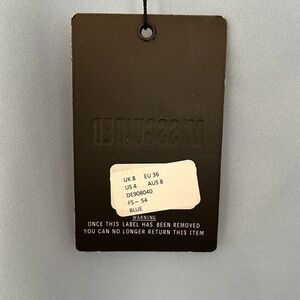 MISSGUIDED
UK 8 EU 36
US 4 AUS 8
DE908040
FS - 54
BLUE
WARNING
ONCE THIS LABEL HAS BEEN REMOVED
YOU CAN NO LONGER RETURN THIS ITEM